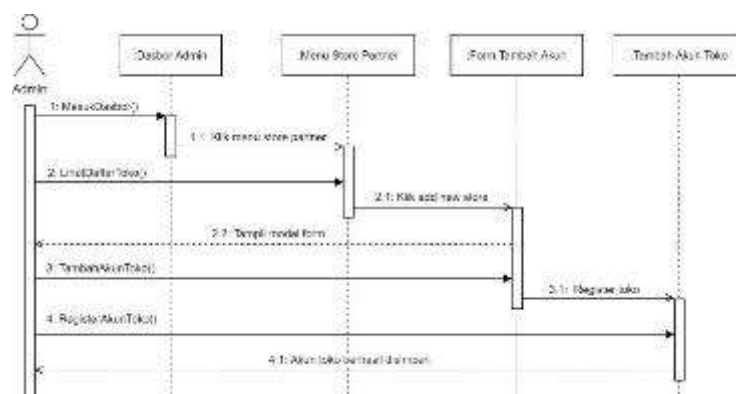 :Dasbor Admin
:Menu Store Partner
:Form Tambah Akun
:Tambah Akun Toko
Admin
1: MasukDasbor()
1.1: Klik menu store partner
2: LihatDaftarToko()
2.1: Klik add new store
2.2: Tampil modal form
3: TambahAkunToko()
3.1: Register toko
4: RegisterAkunToko()
4.1: Akun toko berhasil disimpan